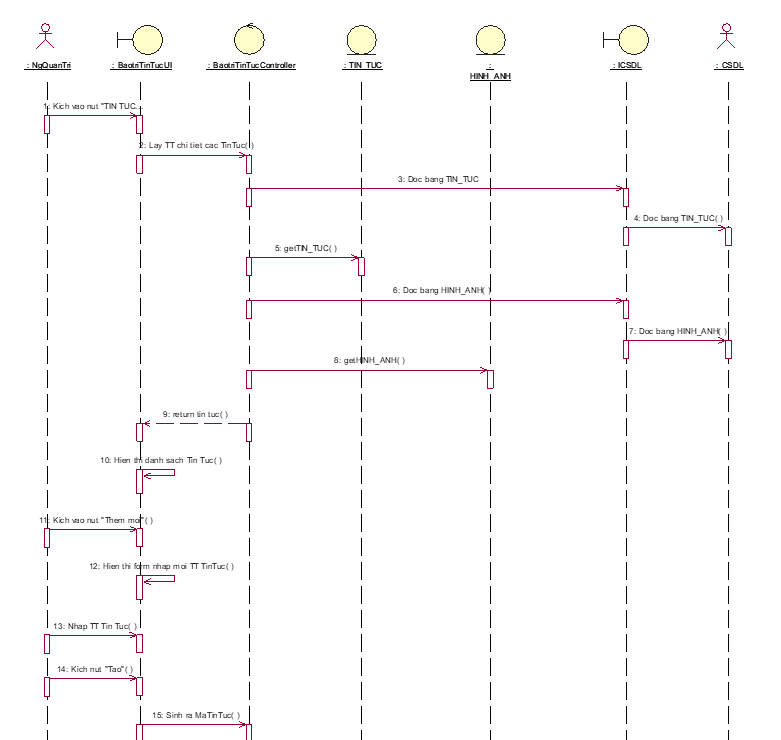 : NgQuanTri
: BaotriTinTucUI
: BaotriTinTucController
: TIN_TUC
:
HINH_ANH
: ICSDL
: CSDL
1: Kich vao nut "TIN TUC...
2: Lay TT chi tiet cac TinTuc( )
3: Doc bang TIN_TUC
4: Doc bang TIN_TUC( )
5: getTIN_TUC( )
6: Doc bang HINH_ANH( )
7: Doc bang HINH_ANH( )
8: getHINH_ANH( )
9: return tin tuc( )
10: Hien thi danh sach Tin Tuc( )
11: Kich vao nut "Them moi"( )
12: Hien thi form nhap moi TT TinTuc( )
13: Nhap TT Tin Tuc( )
14: Kich nut "Tao"( )
15: Sinh ra MaTinTuc( )